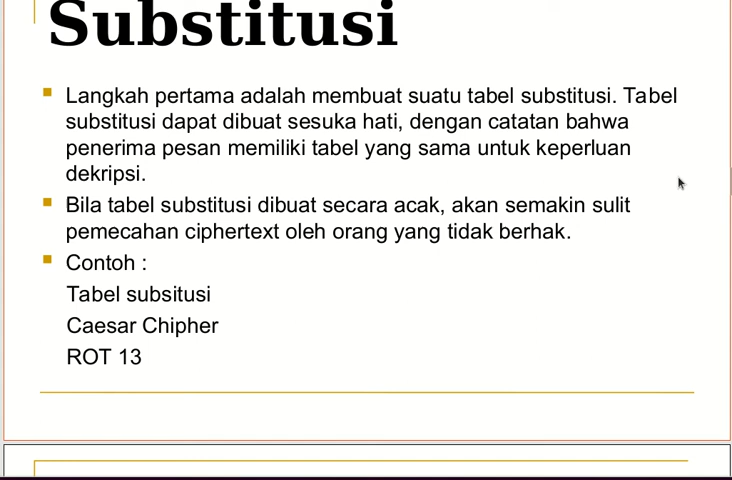 Substitusi
Langkah pertama adalah membuat suatu tabel substitusi. Tabel
substitusi dapat dibuat sesuka hati, dengan catatan bahwa
penerima pesan memiliki tabel yang sama untuk keperluan
dekripsi.
Bila tabel substitusi dibuat secara acak, akan semakin sulit
pemecahan ciphertext oleh orang yang tidak berhak.
Contoh :
Tabel subsitusi
Caesar Chipher
ROT 13